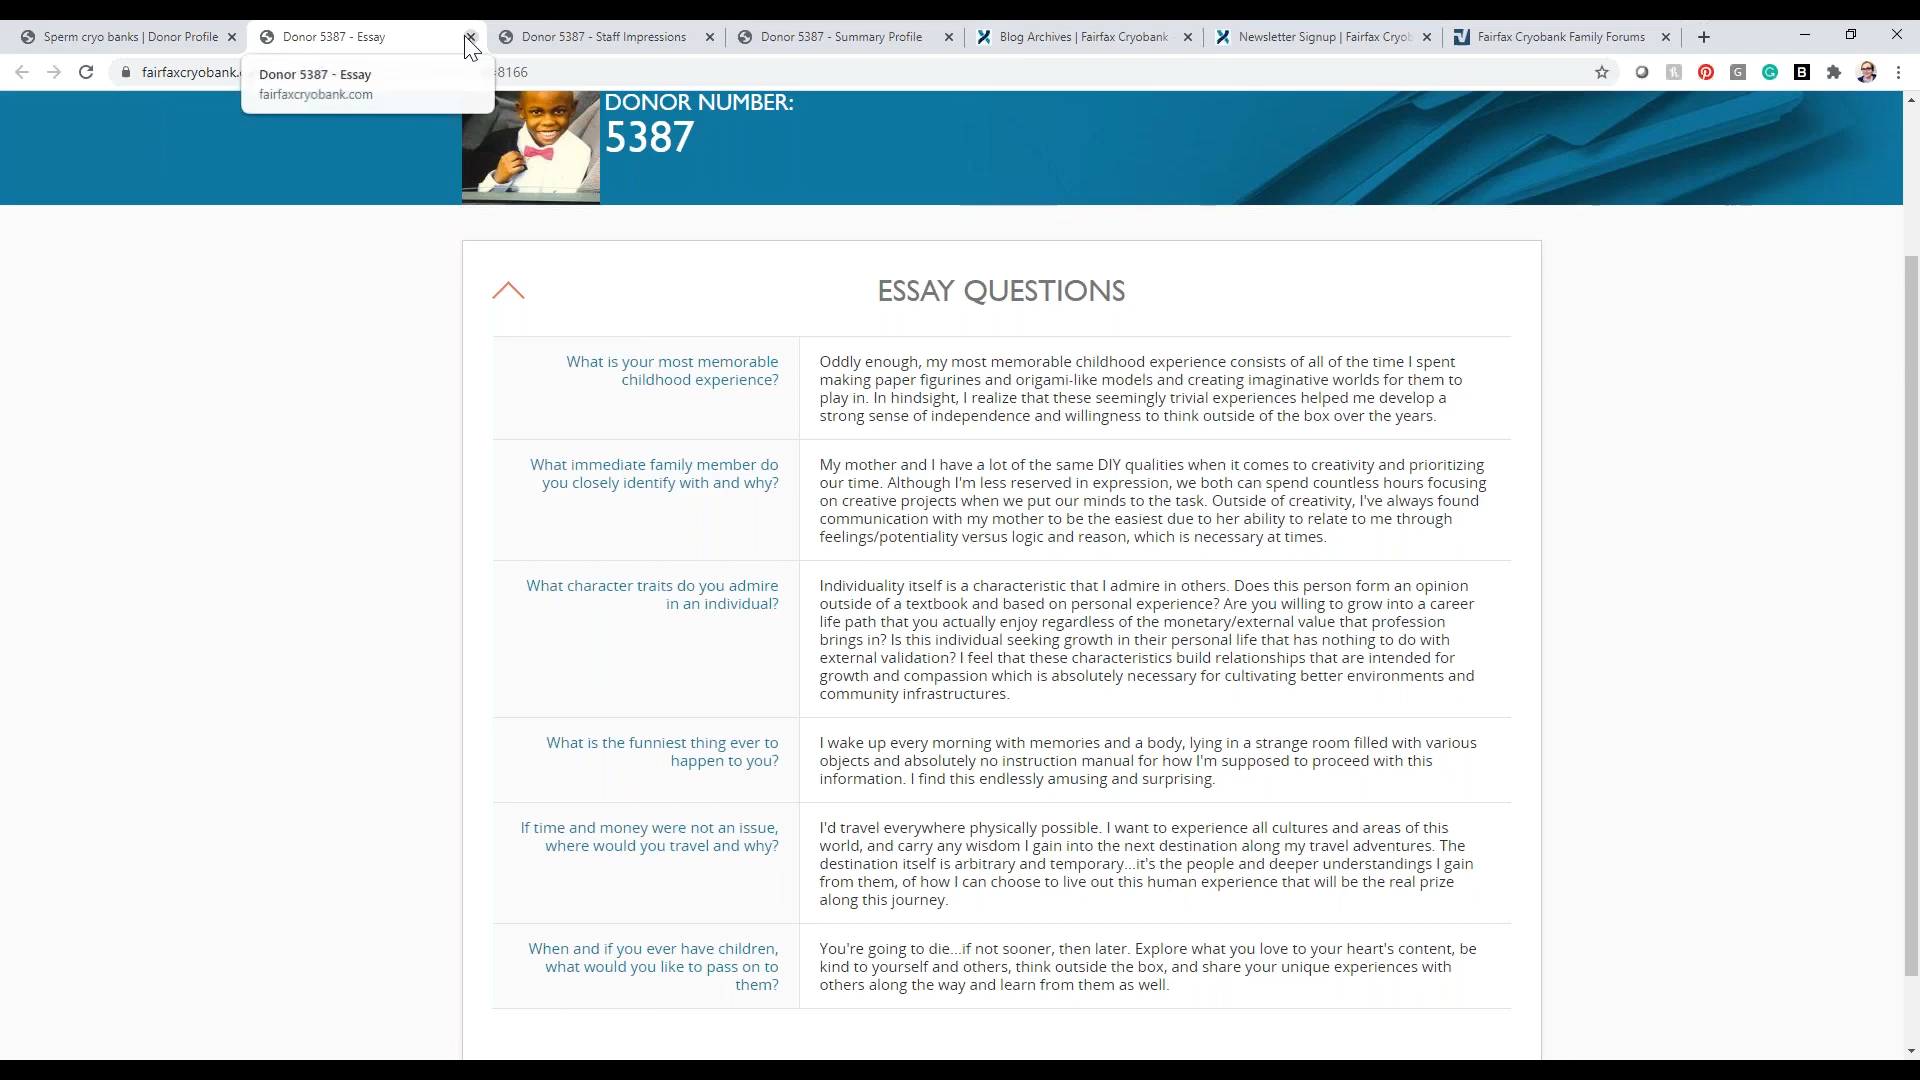 Sperm cryo banks | Donor Profile
Donor 5387 - Essay
Donor 5387 - Staff Impressions
Donor 5387 - Summary Profile
Blog Archives | Fairfax Cryobank
Newsletter Signup | Fairfax Cryob
Fairfax Cryobank Family Forums
fairfaxcryobank.
8166
Donor 5387 - Essay
fairfaxcryobank.com
DONOR NUMBER:
5387
ESSAY QUESTIONS
What is your most memorable
childhood experience?
Oddly enough, my most memorable childhood experience consists of all of the time I spent
making paper figurines and origami-like models and creating imaginative worlds for them to
play in. In hindsight, I realize that these seemingly trivial experiences helped me develop a
strong sense of independence and willingness to think outside of the box over the years.
What immediate family member do
you closely identify with and why?
My mother and I have a lot of the same DIY qualities when it comes to creativity and prioritizing
our time. Although I'm less reserved in expression, we both can spend countless hours focusing
on creative projects when we put our minds to the task. Outside of creativity, I've always found
communication with my mother to be the easiest due to her ability to relate to me through
feelings/potentiality versus logic and reason, which is necessary at times.
What character traits do you admire
in an individual?
Individuality itself is a characteristic that I admire in others. Does this person form an opinion
outside of a textbook and based on personal experience? Are you willing to grow into a career
life path that you actually enjoy regardless of the monetary/external value that profession
brings in? Is this individual seeking growth in their personal life that has nothing to do with
external validation? I feel that these characteristics build relationships that are intended for
growth and compassion which is absolutely necessary for cultivating better environments and
community infrastructures.
What is the funniest thing ever to
happen to you?
I wake up every morning with memories and a body, lying in a strange room filled with various
objects and absolutely no instruction manual for how I'm supposed to proceed with this
information. I find this endlessly amusing and surprising.
If time and money were not an issue,
where would you travel and why?
I'd travel everywhere physically possible. I want to experience all cultures and areas of this
world, and carry any wisdom I gain into the next destination along my travel adventures. The
destination itself is arbitrary and temporary...it's the people and deeper understandings I gain
from them, of how I can choose to live out this human experience that will be the real prize
along this journey.
When and if you ever have children,
what would you like to pass on to
them?
You're going to die...if not sooner, then later. Explore what you love to your heart's content, be
kind to yourself and others, think outside the box, and share your unique experiences with
others along the way and learn from them as well.